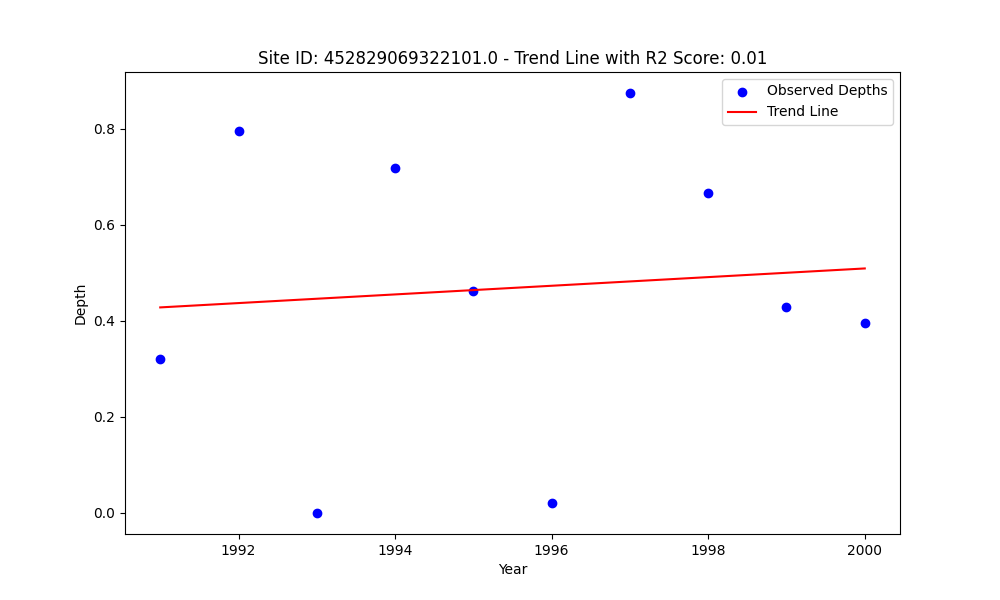 Site ID: 452829069322101.0 - Trend Line with R2 Score: 0.01
Observed Depths
Trend Line
Depth
0.8
0.6
0.4
0.2
0.0
1992
1994
1996
1998
2000
Year